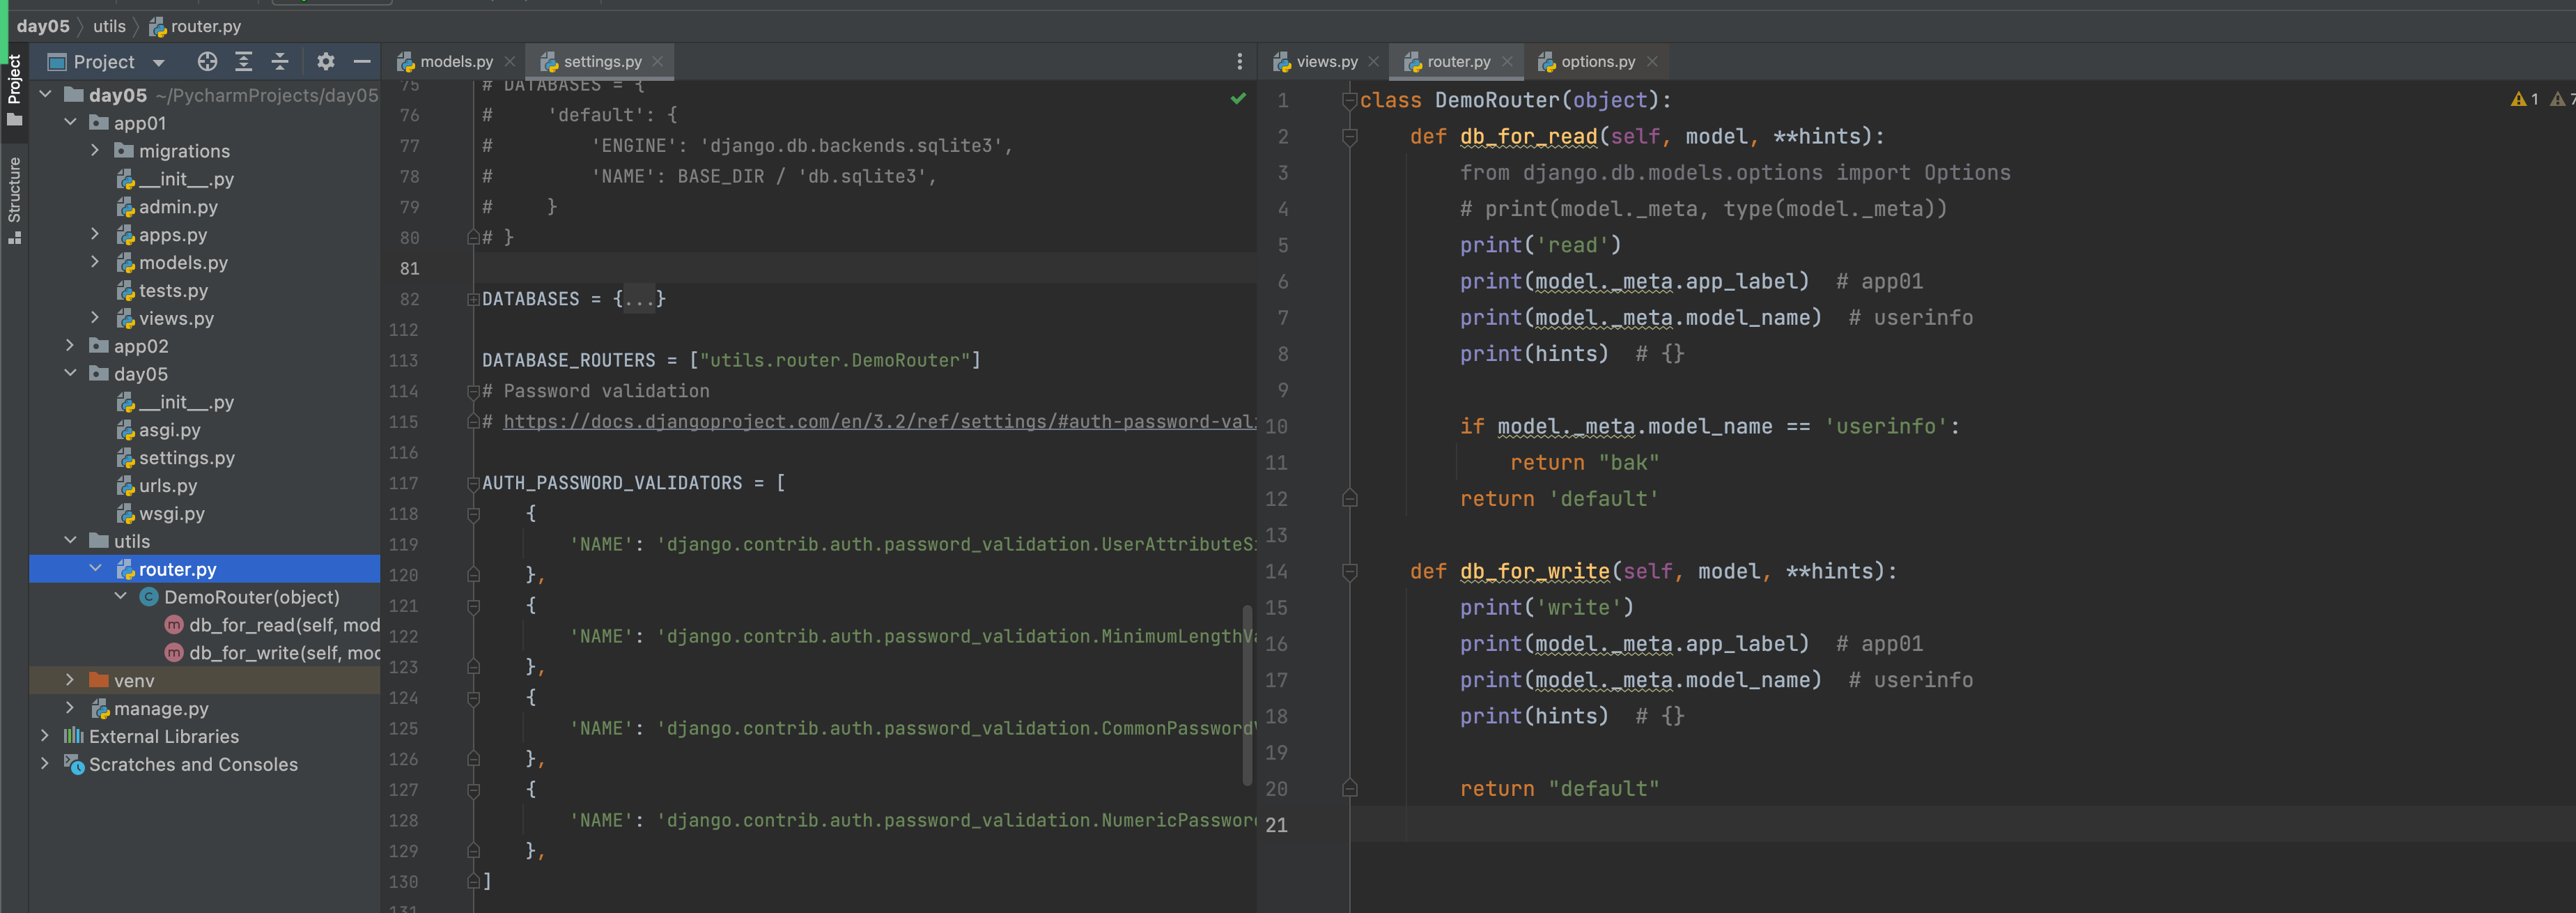 day05
utils
router.py
Project
models.py
settings.py
views.py
router.py
options.py
Project
Structure
day05 ~/PycharmProjects/day05
app01
migrations
__init__.py
admin.py
apps.py
models.py
tests.py
views.py
app02
day05
__init__.py
asgi.py
settings.py
urls.py
wsgi.py
utils
router.py
DemoRouter(object)
db_for_read(self, mod
db_for_write(self, mod
venv
manage.py
External Libraries
Scratches and Consoles
75 # DATABASES = {
76 #     'default': {
77 #         'ENGINE': 'django.db.backends.sqlite3',
78 #         'NAME': BASE_DIR / 'db.sqlite3',
79 #     }
80 # }
81
82 DATABASES = {...}
112
113 DATABASE_ROUTERS = ["utils.router.DemoRouter"]
114 # Password validation
115 # https://docs.djangoproject.com/en/3.2/ref/settings/#auth-password-val
116
117 AUTH_PASSWORD_VALIDATORS = [
118     {
119         'NAME': 'django.contrib.auth.password_validation.UserAttributeS
120     },
121     {
122         'NAME': 'django.contrib.auth.password_validation.MinimumLengthVa
123     },
124     {
125         'NAME': 'django.contrib.auth.password_validation.CommonPassword
126     },
127     {
128         'NAME': 'django.contrib.auth.password_validation.NumericPassword
129     },
130 ]
131
1 class DemoRouter(object):
2     def db_for_read(self, model, **hints):
3         from django.db.models.options import Options
4         # print(model._meta, type(model._meta))
5         print('read')
6         print(model._meta.app_label)  # app01
7         print(model._meta.model_name)  # userinfo
8         print(hints)  # {}
9
10         if model._meta.model_name == 'userinfo':
11             return "bak"
12         return 'default'
13
14     def db_for_write(self, model, **hints):
15         print('write')
16         print(model._meta.app_label)  # app01
17         print(model._meta.model_name)  # userinfo
18         print(hints)  # {}
19
20         return "default"
21
1
7